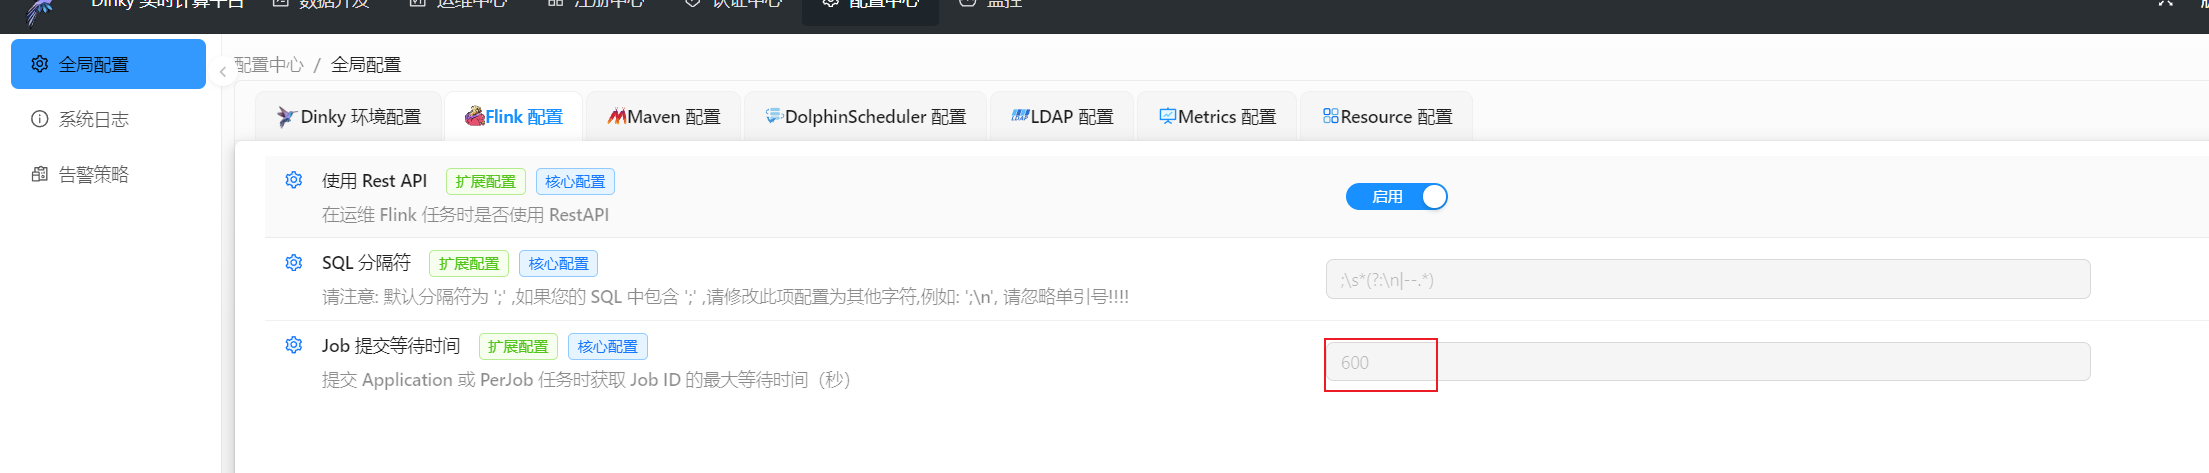 Dinky 实时计算平台 数据开发 运维中心 注册中心 认证中心 配置中心 监控
全局配置
系统日志
告警策略
配置中心 / 全局配置
Dinky 环境配置 Flink 配置 Maven 配置 DolphinScheduler 配置 LDAP 配置 Metrics 配置 Resource 配置
使用 Rest API 扩展配置 核心配置
在运维 Flink 任务时是否使用 RestAPI
启用
SQL 分隔符 扩展配置 核心配置
请注意: 默认分隔符为 ';' ,如果您的 SQL 中包含 ';' ,请修改此项配置为其他字符,例如: ';\n', 请忽略单引号!!!!
;\s*(?:\n|--.*)
Job 提交等待时间 扩展配置 核心配置
提交 Application 或 PerJob 任务时获取 Job ID 的最大等待时间（秒）
600